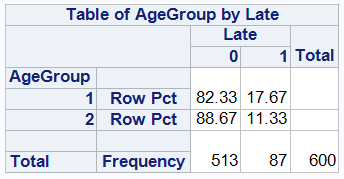 Table of AgeGroup by Late
Late
0 1 Total
AgeGroup
1 Row Pct 82.33 17.67
2 Row Pct 88.67 11.33
Total Frequency 513 87 600